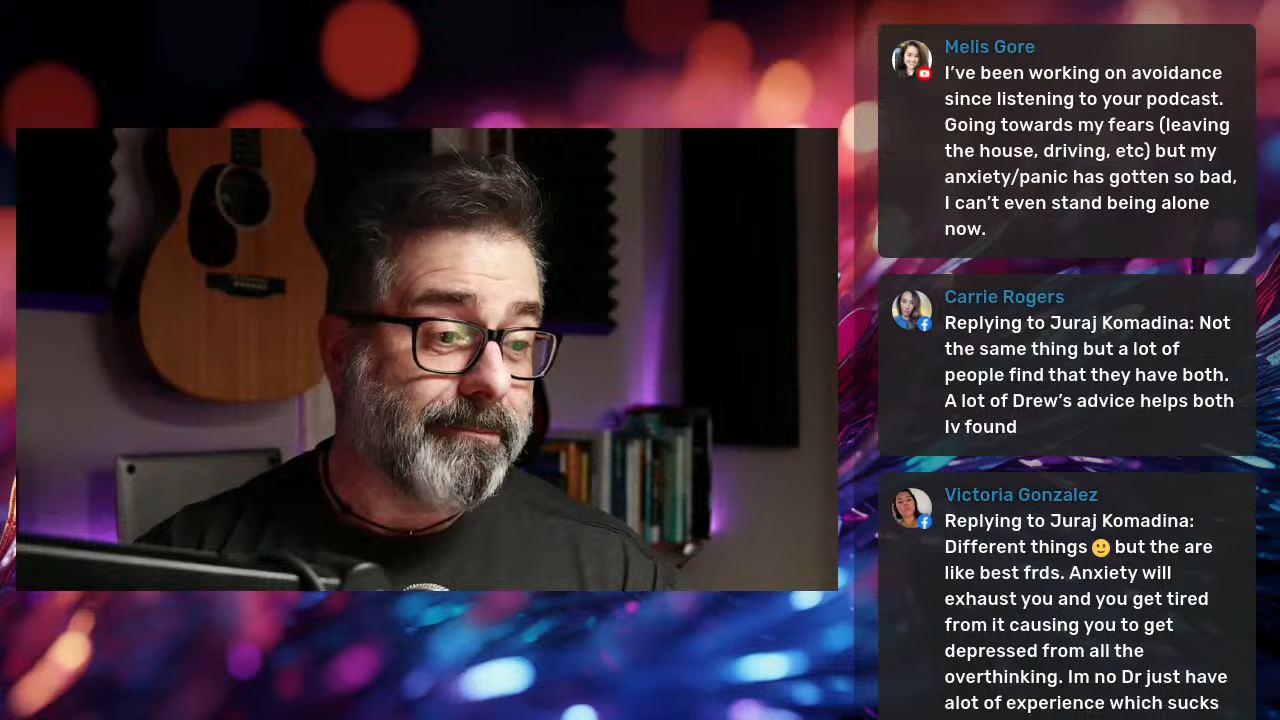 Melis Gore
I’ve been working on avoidance
since listening to your podcast.
Going towards my fears (leaving
the house, driving, etc) but my
anxiety/panic has gotten so bad,
I can’t even stand being alone
now.
Carrie Rogers
Replying to Juraj Komadina: Not
the same thing but a lot of
people find that they have both.
A lot of Drew’s advice helps both
Iv found
Victoria Gonzalez
Replying to Juraj Komadina:
Different things 🙂 but the are
like best frds. Anxiety will
exhaust you and you get tired
from it causing you to get
depressed from all the
overthinking. Im no Dr just have
alot of experience which sucks